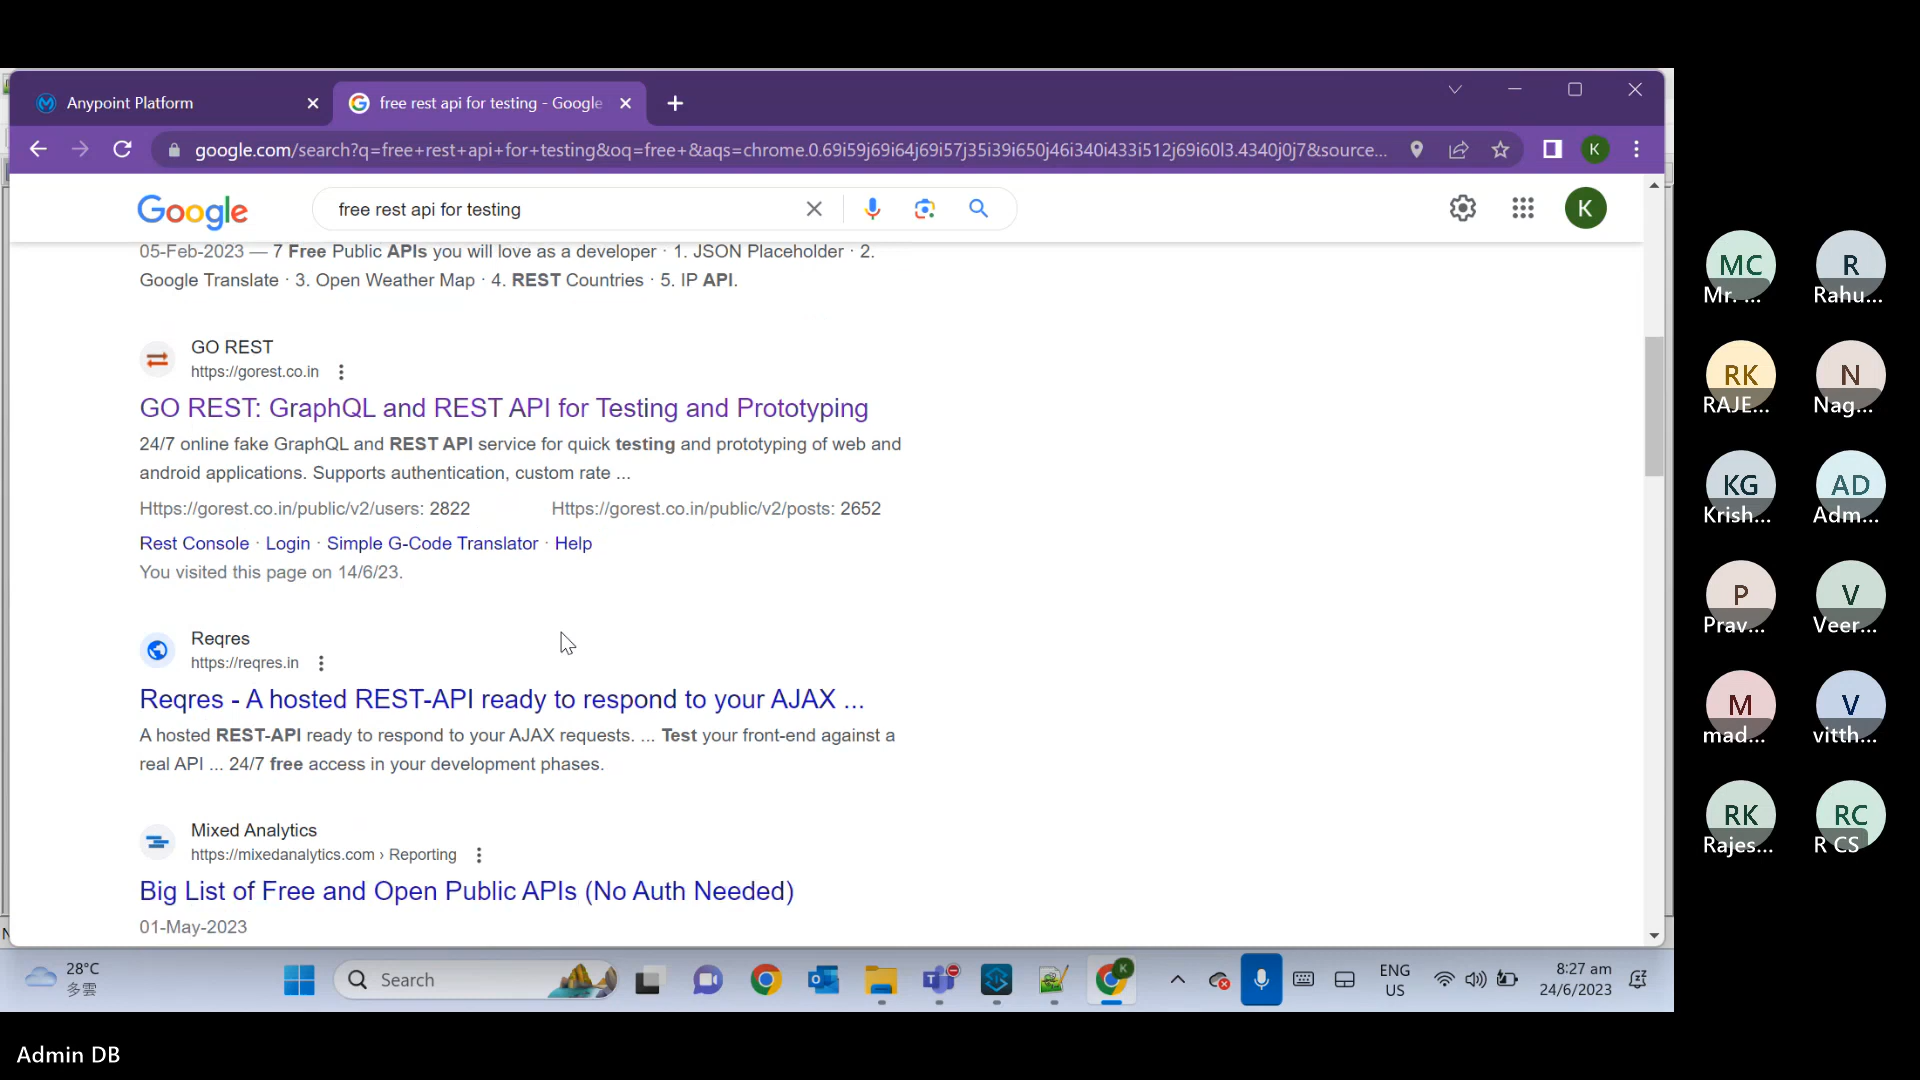 Anypoint Platform
free rest api for testing - Google
google.com/search?q=free+rest+api+for+testing&oq=free+&aqs=chrome.0.69i59j69i64j69i57j35i39i650j46i340i433i512j69i60l3.4340j0j7&source...
K
Google
free rest api for testing
K
05-Feb-2023 — 7 Free Public APIs you will love as a developer · 1. JSON Placeholder · 2.
Google Translate · 3. Open Weather Map · 4. REST Countries · 5. IP API.
GO REST
https://gorest.co.in
GO REST: GraphQL and REST API for Testing and Prototyping
24/7 online fake GraphQL and REST API service for quick testing and prototyping of web and
android applications. Supports authentication, custom rate ...
Https://gorest.co.in/public/v2/users: 2822 Https://gorest.co.in/public/v2/posts: 2652
Rest Console · Login · Simple G-Code Translator · Help
You visited this page on 14/6/23.
Reqres
https://reqres.in
Reqres - A hosted REST-API ready to respond to your AJAX ...
A hosted REST-API ready to respond to your AJAX requests. ... Test your front-end against a
real API ... 24/7 free access in your development phases.
Mixed Analytics
https://mixedanalytics.com › Reporting
Big List of Free and Open Public APIs (No Auth Needed)
01-May-2023
MC
Mr. ...
R
Rahu...
RK
RAJE...
N
Nag...
KG
Krish...
AD
Adm...
P
Prav...
V
Veer...
M
mad...
V
vitth...
RK
Rajes...
RC
R CS
28°C
多雲
Search
K
ENG
US
8:27 am
24/6/2023
Admin DB